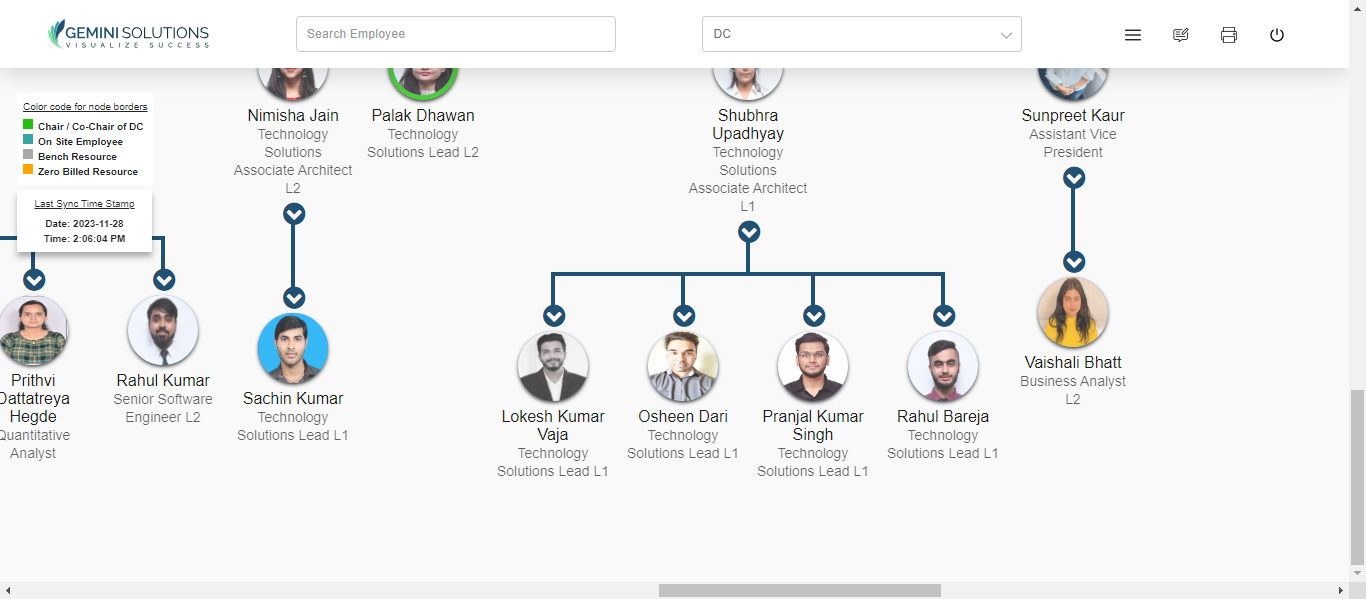 GEMINI SOLUTIONS
VISUALIZE SUCCESS
Search Employee
DC
Color code for node borders
Chair / Co-Chair of DC
On Site Employee
Bench Resource
Zero Billed Resource
Last Sync Time Stamp
Date: 2023-11-28
Time: 2:06:04 PM
Nimisha Jain
Technology
Solutions
Associate Architect
L2
Palak Dhawan
Technology
Solutions Lead L2
Shubhra
Upadhyay
Technology
Solutions
Associate Architect
L1
Sunpreet Kaur
Assistant Vice
President
Prithvi
Dattatreya
Hegde
Quantitative
Analyst
Rahul Kumar
Senior Software
Engineer L2
Sachin Kumar
Technology
Solutions Lead L1
Lokesh Kumar
Vaja
Technology
Solutions Lead L1
Osheen Dari
Technology
Solutions Lead L1
Pranjal Kumar
Singh
Technology
Solutions Lead L1
Rahul Bareja
Technology
Solutions Lead L1
Vaishali Bhatt
Business Analyst
L2